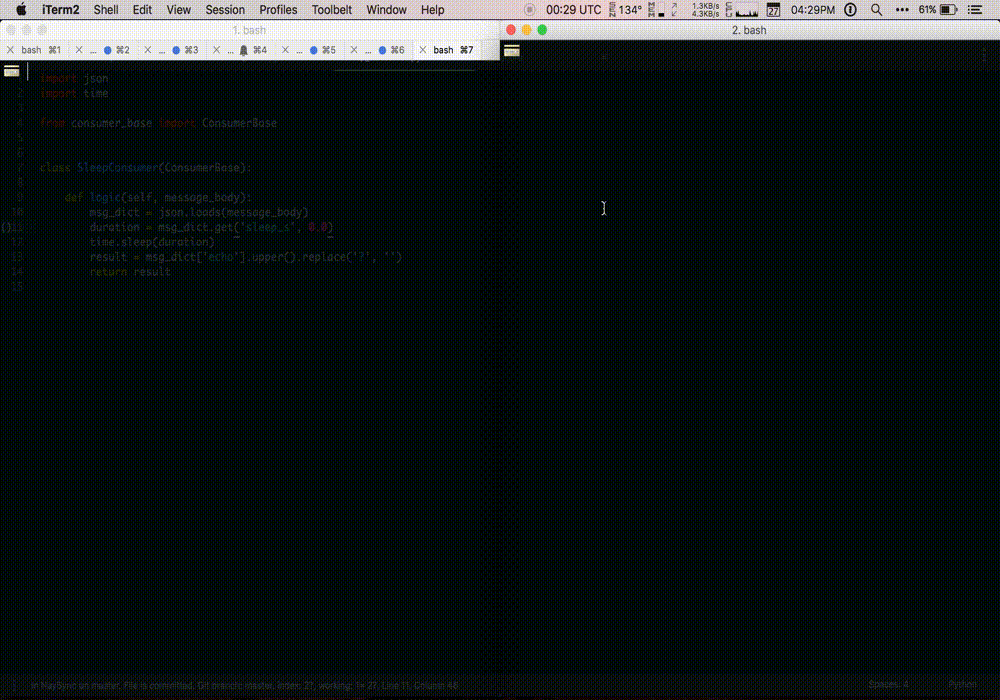 iTerm2 Shell Edit View Session Profiles Toolbelt Window Help 00:29 UTC 134° 1.3KB/s 4.3KB/s 27 04:29PM 61%
1. bash
2. bash
bash ⌘1 ... ⌘2 ... ⌘3 ... ⌘4 ... ⌘5 ... ⌘6 bash ⌘7
import json
2 import time
3
4 from consumer_base import ConsumerBase
5
6
7 class SleepConsumer(ConsumerBase):
8
9 def logic(self, message_body):
10 msg_dict = json.loads(message_body)
11 duration = msg_dict.get('sleep_s', 0.0)
12 time.sleep(duration)
13 result = msg_dict['echo'].upper().replace('?', '')
14 return result
15
Line 11, Column 48
Spaces: 4 Python